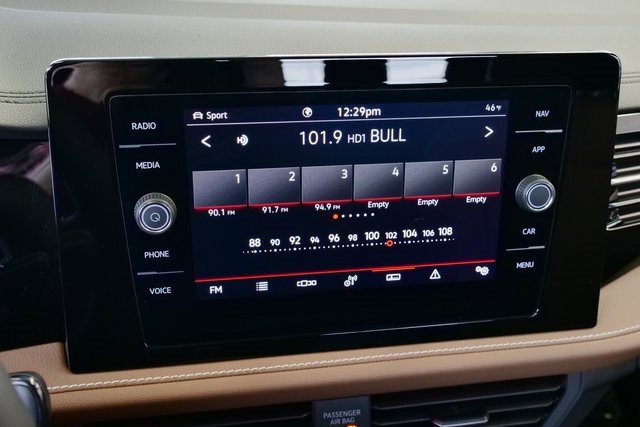 RADIO
MEDIA
PHONE
VOICE
Sport 12:29pm 46°F
< 101.9 HD1 BULL >
1 2 3 4 5 6
90.1 FM 91.7 FM 94.9 FM Empty Empty Empty
88 90 92 94 96 98 100 102 104 106 108
FM
NAV
APP
CAR
MENU
PASSENGER
AIR BAG